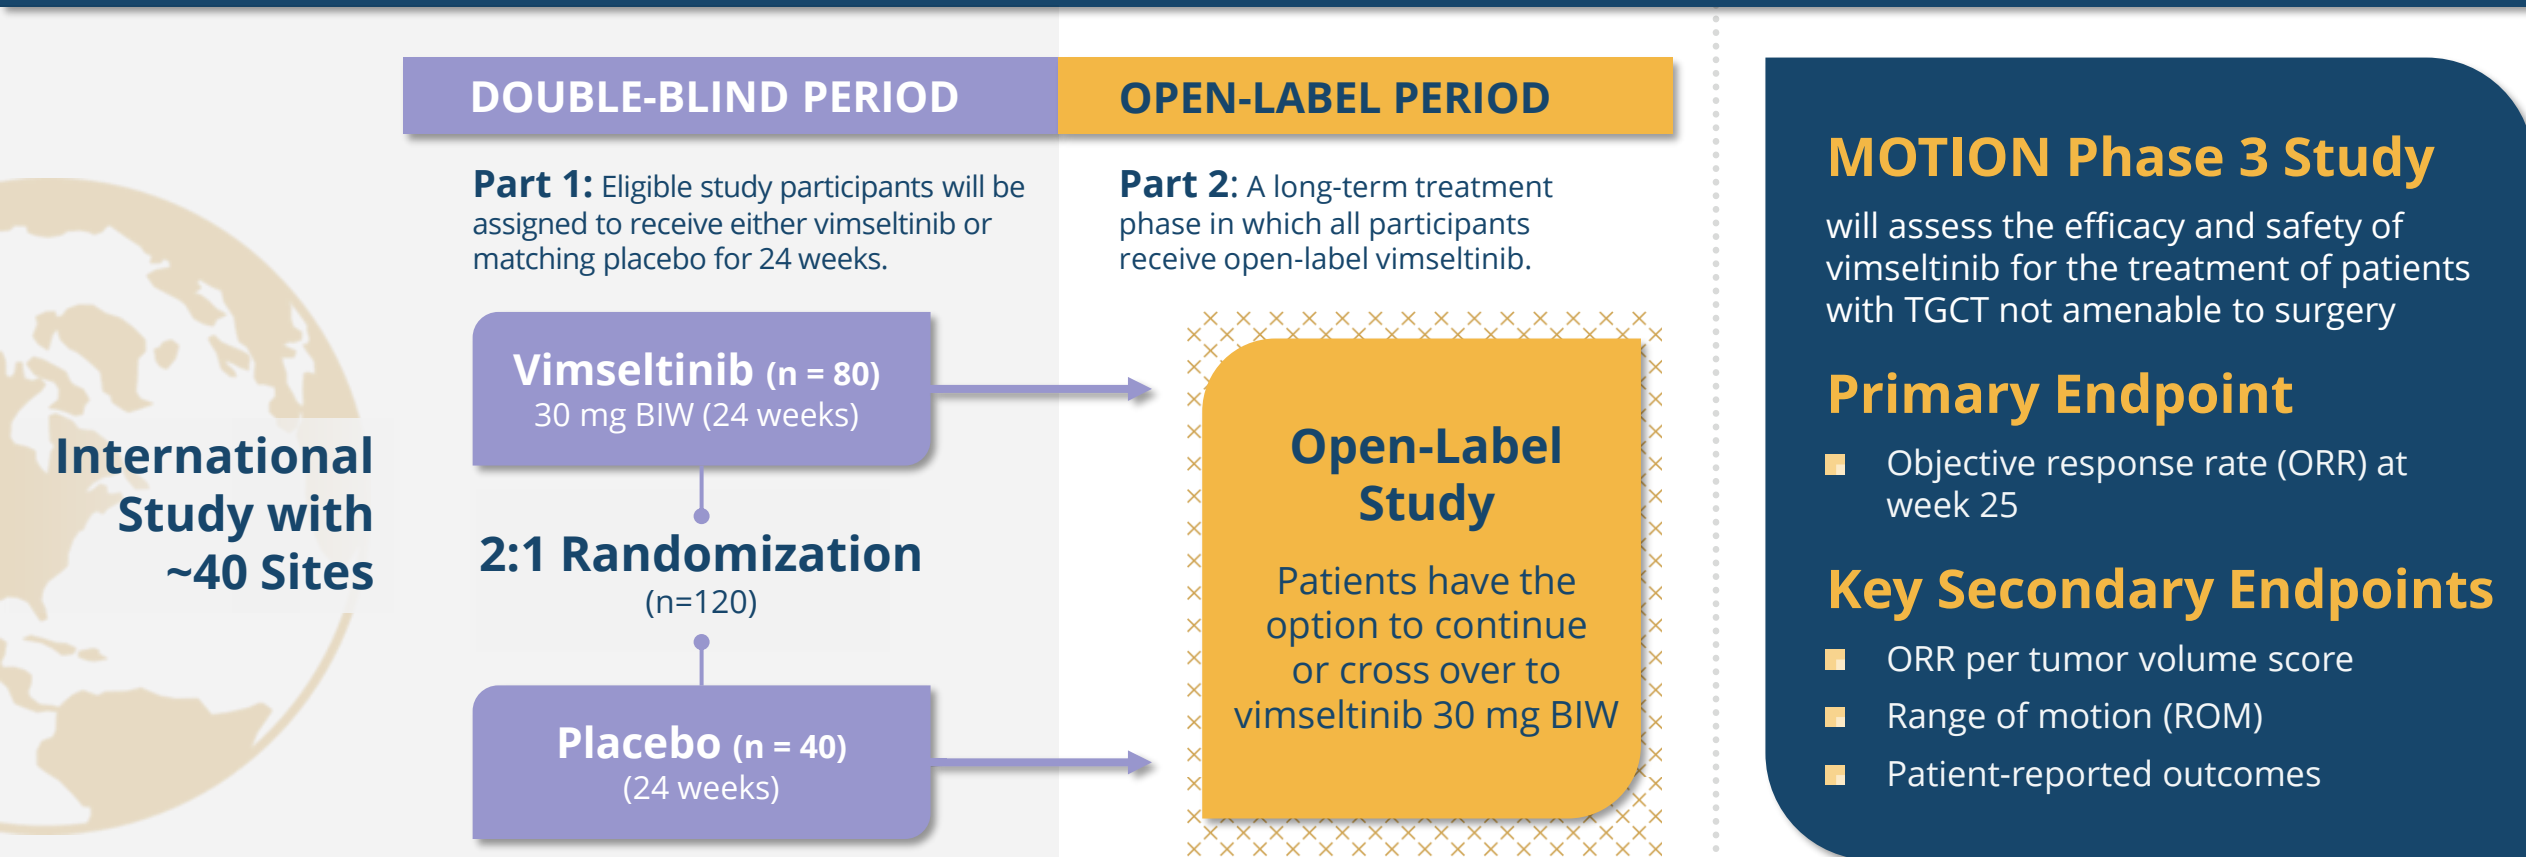 International
Study with
~40 Sites
DOUBLE-BLIND PERIOD
Part 1: Eligible study participants will be
assigned to receive either vimseltinib or
matching placebo for 24 weeks.
Vimseltinib (n = 80)
30 mg BIW (24 weeks)
2:1 Randomization
(n=120)
Placebo (n = 40)
(24 weeks)
OPEN-LABEL PERIOD
Part 2: A long-term treatment
phase in which all participants
receive open-label vimseltinib.
Open-Label
Study
Patients have the
option to continue
or cross over to
vimseltinib 30 mg BIW
MOTION Phase 3 Study
will assess the efficacy and safety of
vimseltinib for the treatment of patients
with TGCT not amenable to surgery
Primary Endpoint
Objective response rate (ORR) at
week 25
Key Secondary Endpoints
ORR per tumor volume score
Range of motion (ROM)
Patient-reported outcomes